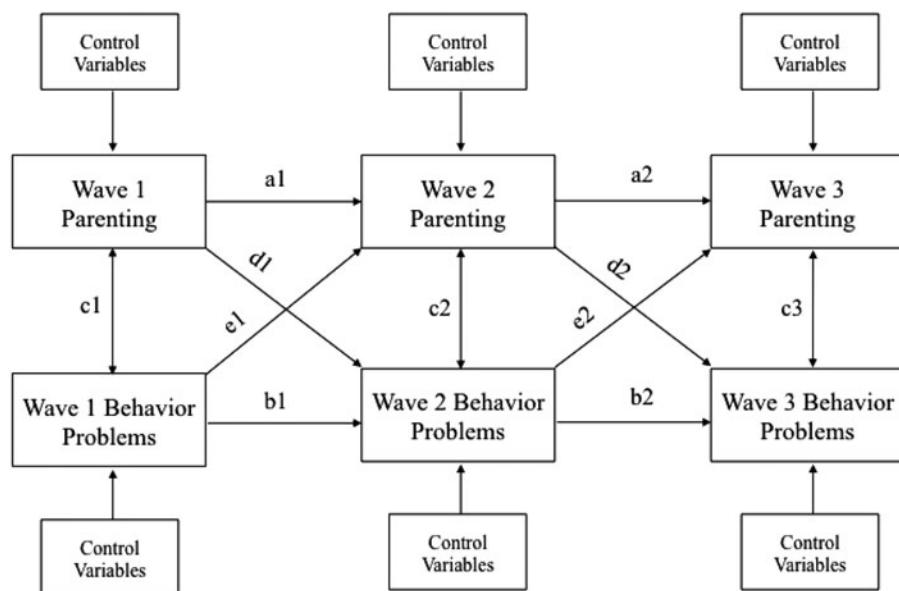 Control
Variables
Control
Variables
Control
Variables
Wave 1
Parenting
a1
Wave 2
Parenting
a2
Wave 3
Parenting
d1
d2
c1
e1
c2
e2
c3
Wave 1 Behavior
Problems
b1
Wave 2 Behavior
Problems
b2
Wave 3 Behavior
Problems
Control
Variables
Control
Variables
Control
Variables